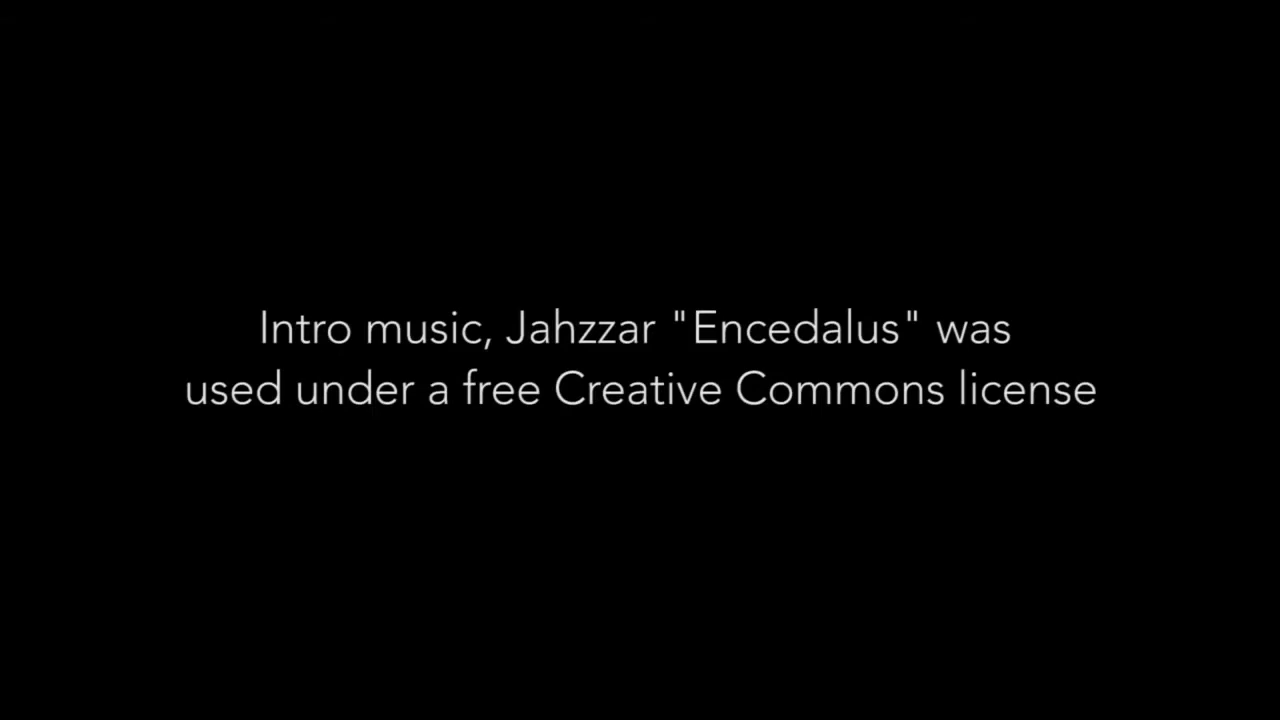 Intro music, Jahzzar "Encedalus" was
used under a free Creative Commons license